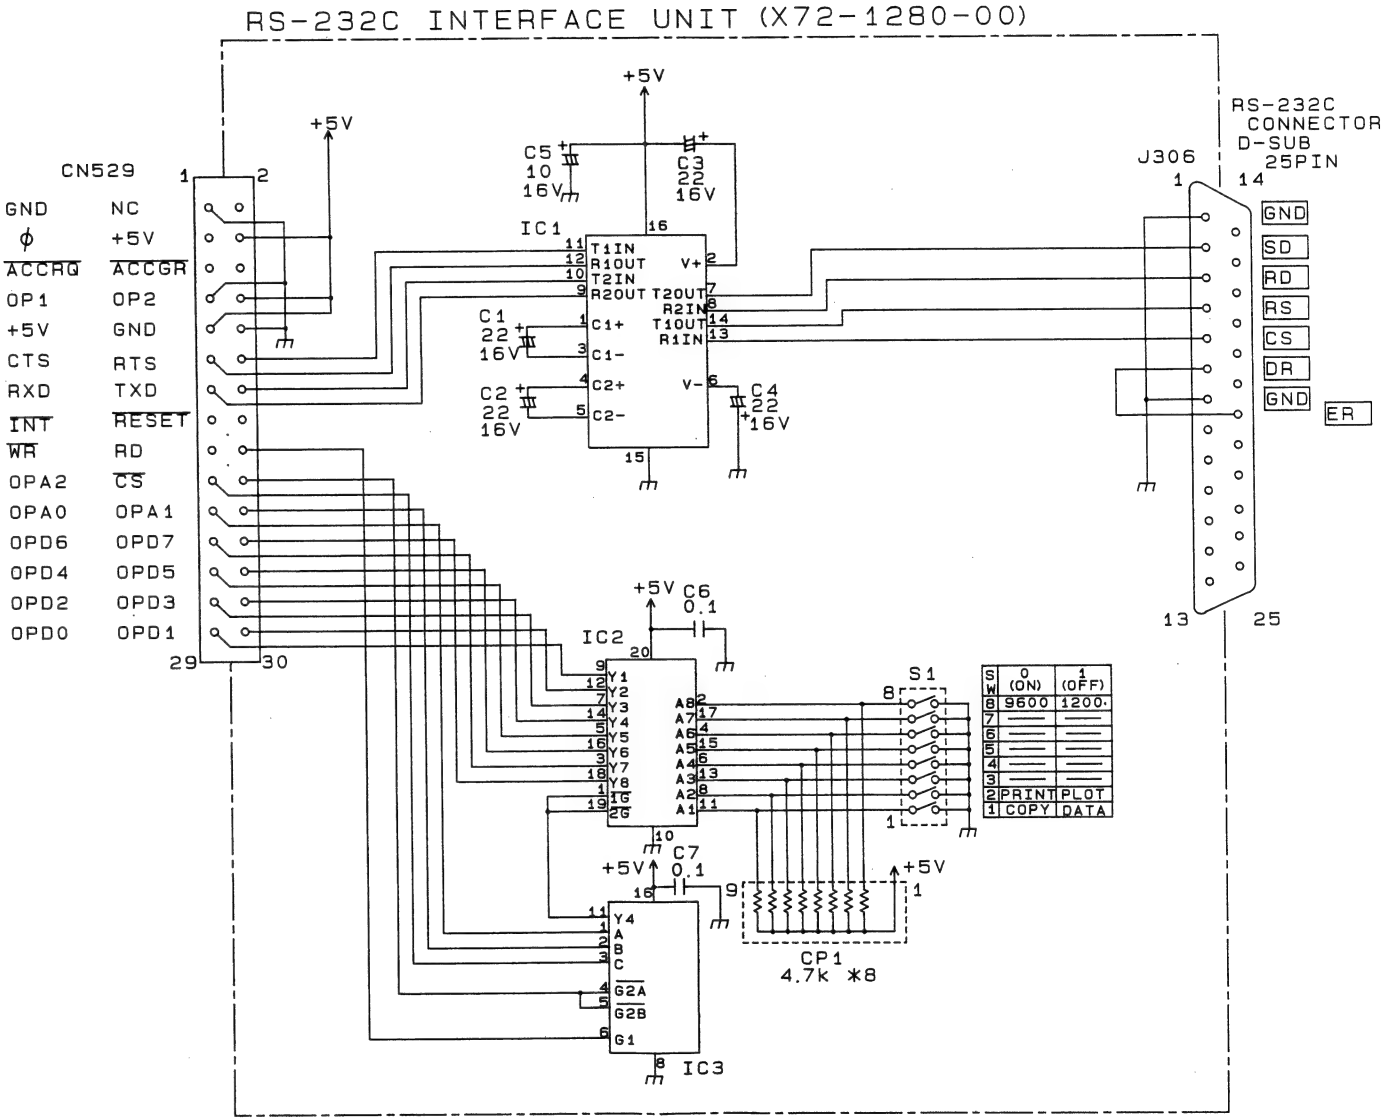 RS-232C INTERFACE UNIT (X72-1280-00)
+5V
+5V
RS-232C
CONNECTOR
D-SUB
25PIN
J306
1 14
CN529
1 2
GND NC
ϕ +5V
ACCRQ ACCGR
OP1 OP2
+5V GND
CTS RTS
RXD TXD
INT RESET
WR RD
OPA2 CS
OPA0 OPA1
OPD6 OPD7
OPD4 OPD5
OPD2 OPD3
OPD0 OPD1
29 30
C5 +
10
16V
C3 +
22
16V
IC1
16
11 T1IN
12 R1OUT
10 T2IN
9 R2OUT
1 C1+
3 C1-
4 C2+
5 C2-
V+ 2
T2OUT 7
R2IN 8
T1OUT 14
R1IN 13
V- 6
15
C1 +
22
16V
C2 +
22
16V
C4
22
+16V
GND
SD
RD
RS
CS
DR
GND
ER
13 25
+5V
C6
0.1
IC2
20
9 Y1
12 Y2
7 Y3
14 Y4
5 Y5
16 Y6
3 Y7
18 Y8
1 1G
19 2G
A8 2
A7 17
A6 4
A5 15
A4 6
A3 13
A2 8
A1 11
10
S1
8
1
SW 0 (ON) 1 (OFF)
8 9600 1200
7
6
5
4
3
2 PRINT PLOT
1 COPY DATA
+5V
C7
0.1
16
11 Y4
1 A
2 B
3 C
4 G2A
5 G2B
6 G1
8
IC3
+5V
9 1
CP1
4.7k *8